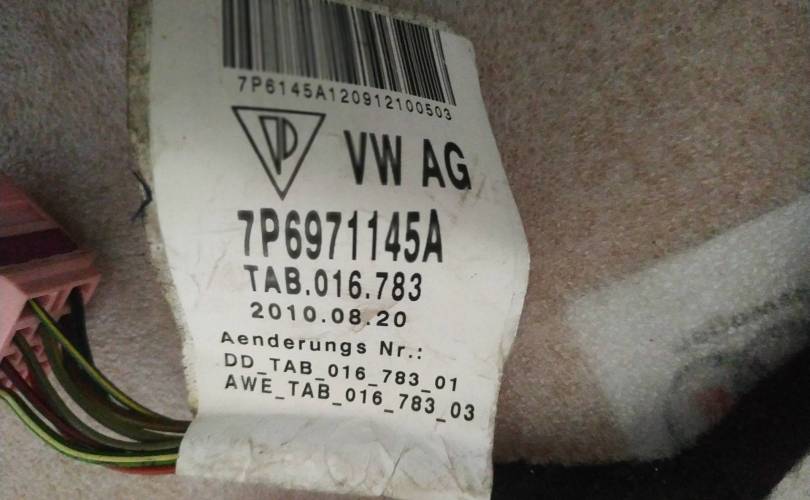 7P6145A120912100503
VW AG
7P6971145A
TAB.016.783
2010.08.20
Aenderungs Nr.:
DD_TAB_016_783_01
AWE_TAB_016_783_03